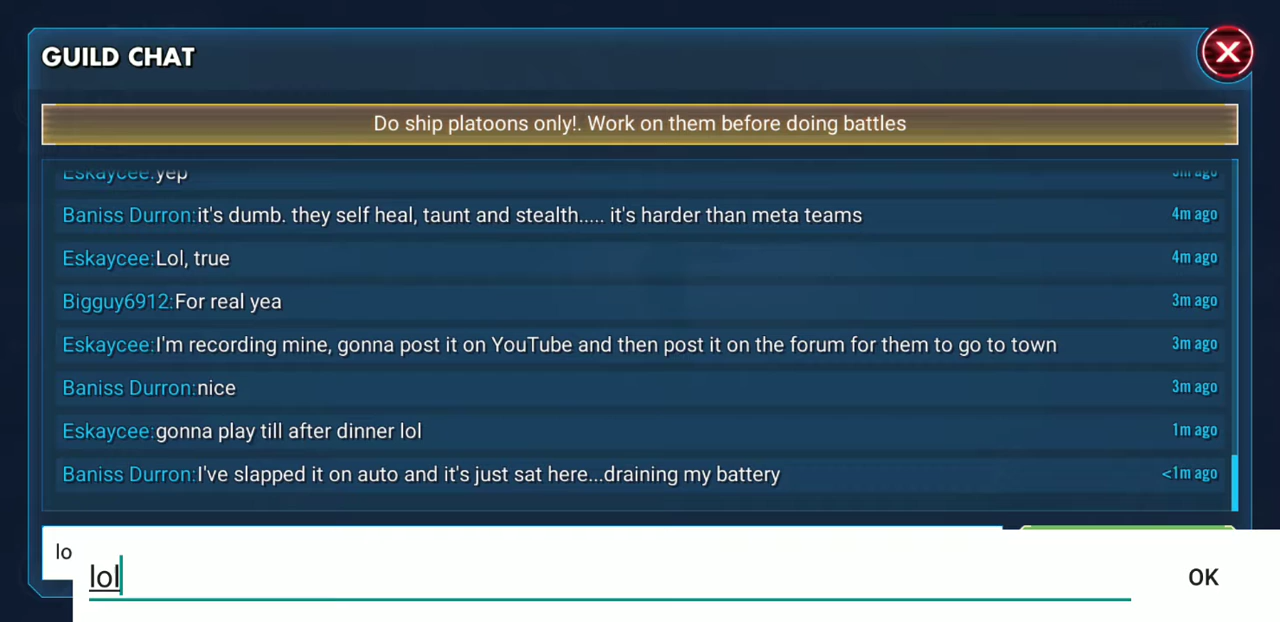 GUILD CHAT
X
Do ship platoons only!. Work on them before doing battles
Eskaycee:yep
Baniss Durron:it's dumb. they self heal, taunt and stealth..... it's harder than meta teams 4m ago
Eskaycee:Lol, true 4m ago
Bigguy6912:For real yea 3m ago
Eskaycee:I'm recording mine, gonna post it on YouTube and then post it on the forum for them to go to town 3m ago
Baniss Durron:nice 3m ago
Eskaycee:gonna play till after dinner lol 1m ago
Baniss Durron:I've slapped it on auto and it's just sat here...draining my battery <1m ago
lo
lol OK